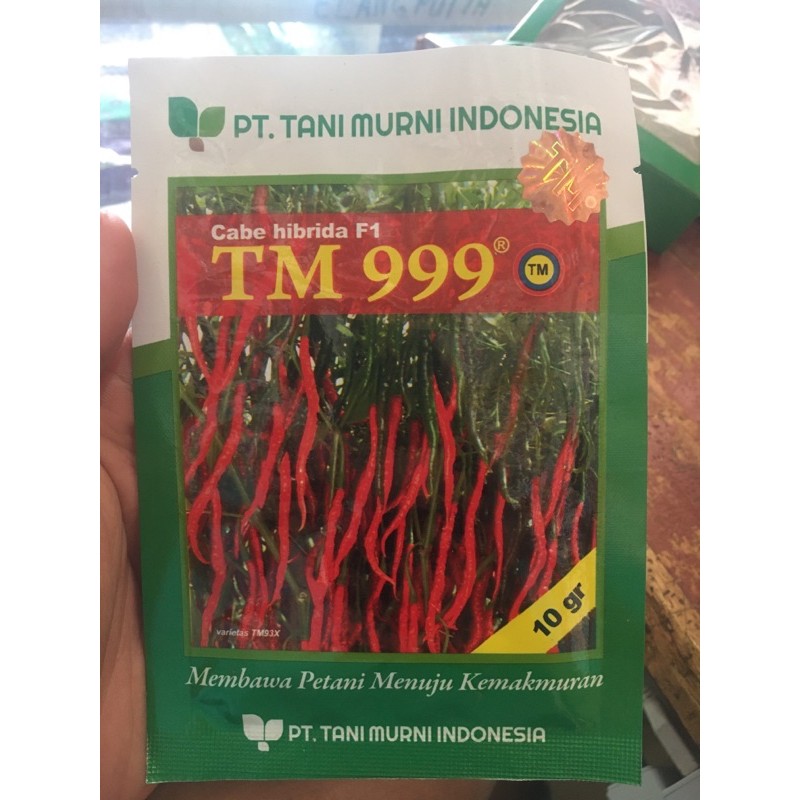 PT. TANI MURNI INDONESIA
Cabe hibrida F1
TM 999®
TM
10 gr
varietas TM93X
Membawa Petani Menuju Kemakmuran
PT. TANI MURNI INDONESIA